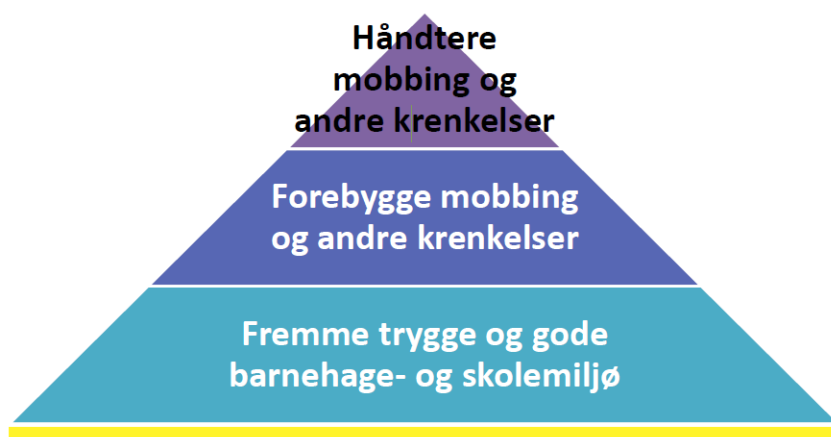 Håndtere
mobbing og
andre krenkelser
Forebygge mobbing
og andre krenkelser
Fremme trygge og gode
barnehage- og skolemiljø